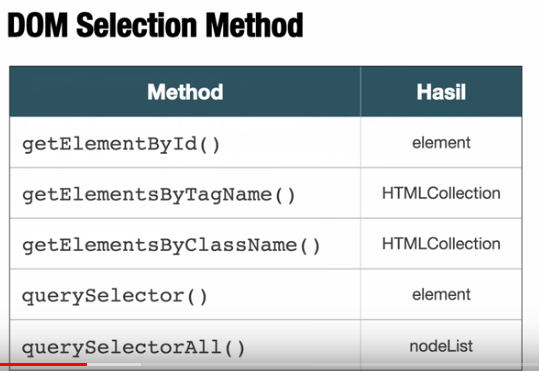 DOM Selection Method
Method Hasil
getElementById() element
getElementsByTagName() HTMLCollection
getElementsByClassName() HTMLCollection
querySelector() element
querySelectorAll() nodeList